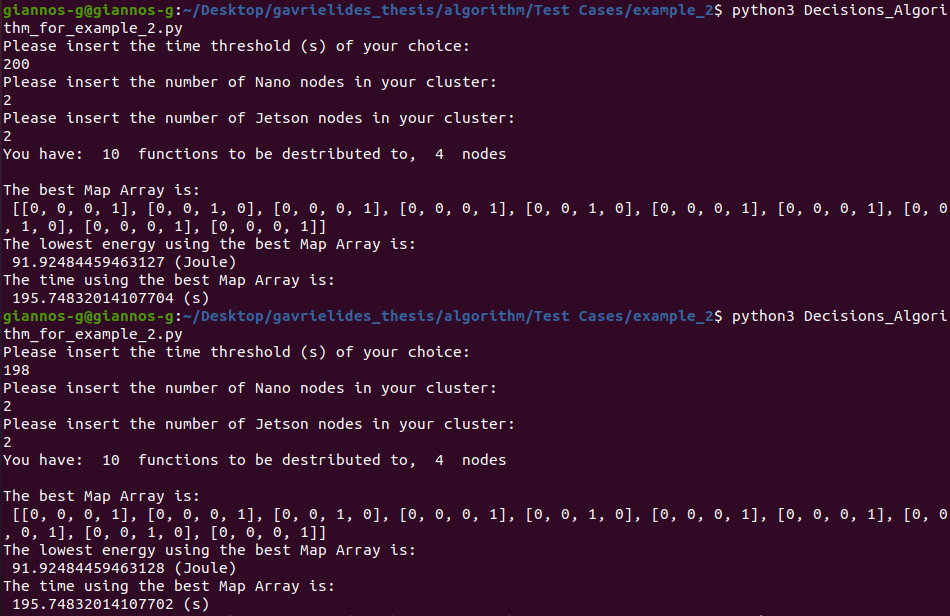 giannos-g@giannos-g:~/Desktop/gavrielides_thesis/algorithm/Test Cases/example_2$ python3 Decisions_Algori
thm_for_example_2.py
Please insert the time threshold (s) of your choice:
200
Please insert the number of Nano nodes in your cluster:
2
Please insert the number of Jetson nodes in your cluster:
2
You have:  10  functions to be destributed to,  4  nodes

The best Map Array is:
 [[0, 0, 0, 1], [0, 0, 1, 0], [0, 0, 0, 1], [0, 0, 0, 1], [0, 0, 1, 0], [0, 0, 0, 1], [0, 0, 0, 1], [0, 0
, 1, 0], [0, 0, 0, 1], [0, 0, 0, 1]]
The lowest energy using the best Map Array is:
 91.92484459463127 (Joule)
The time using the best Map Array is:
 195.74832014107704 (s)
giannos-g@giannos-g:~/Desktop/gavrielides_thesis/algorithm/Test Cases/example_2$ python3 Decisions_Algori
thm_for_example_2.py
Please insert the time threshold (s) of your choice:
198
Please insert the number of Nano nodes in your cluster:
2
Please insert the number of Jetson nodes in your cluster:
2
You have:  10  functions to be destributed to,  4  nodes

The best Map Array is:
 [[0, 0, 0, 1], [0, 0, 0, 1], [0, 0, 1, 0], [0, 0, 0, 1], [0, 0, 1, 0], [0, 0, 0, 1], [0, 0, 0, 1], [0, 0
, 0, 1], [0, 0, 1, 0], [0, 0, 0, 1]]
The lowest energy using the best Map Array is:
 91.92484459463128 (Joule)
The time using the best Map Array is:
 195.74832014107702 (s)